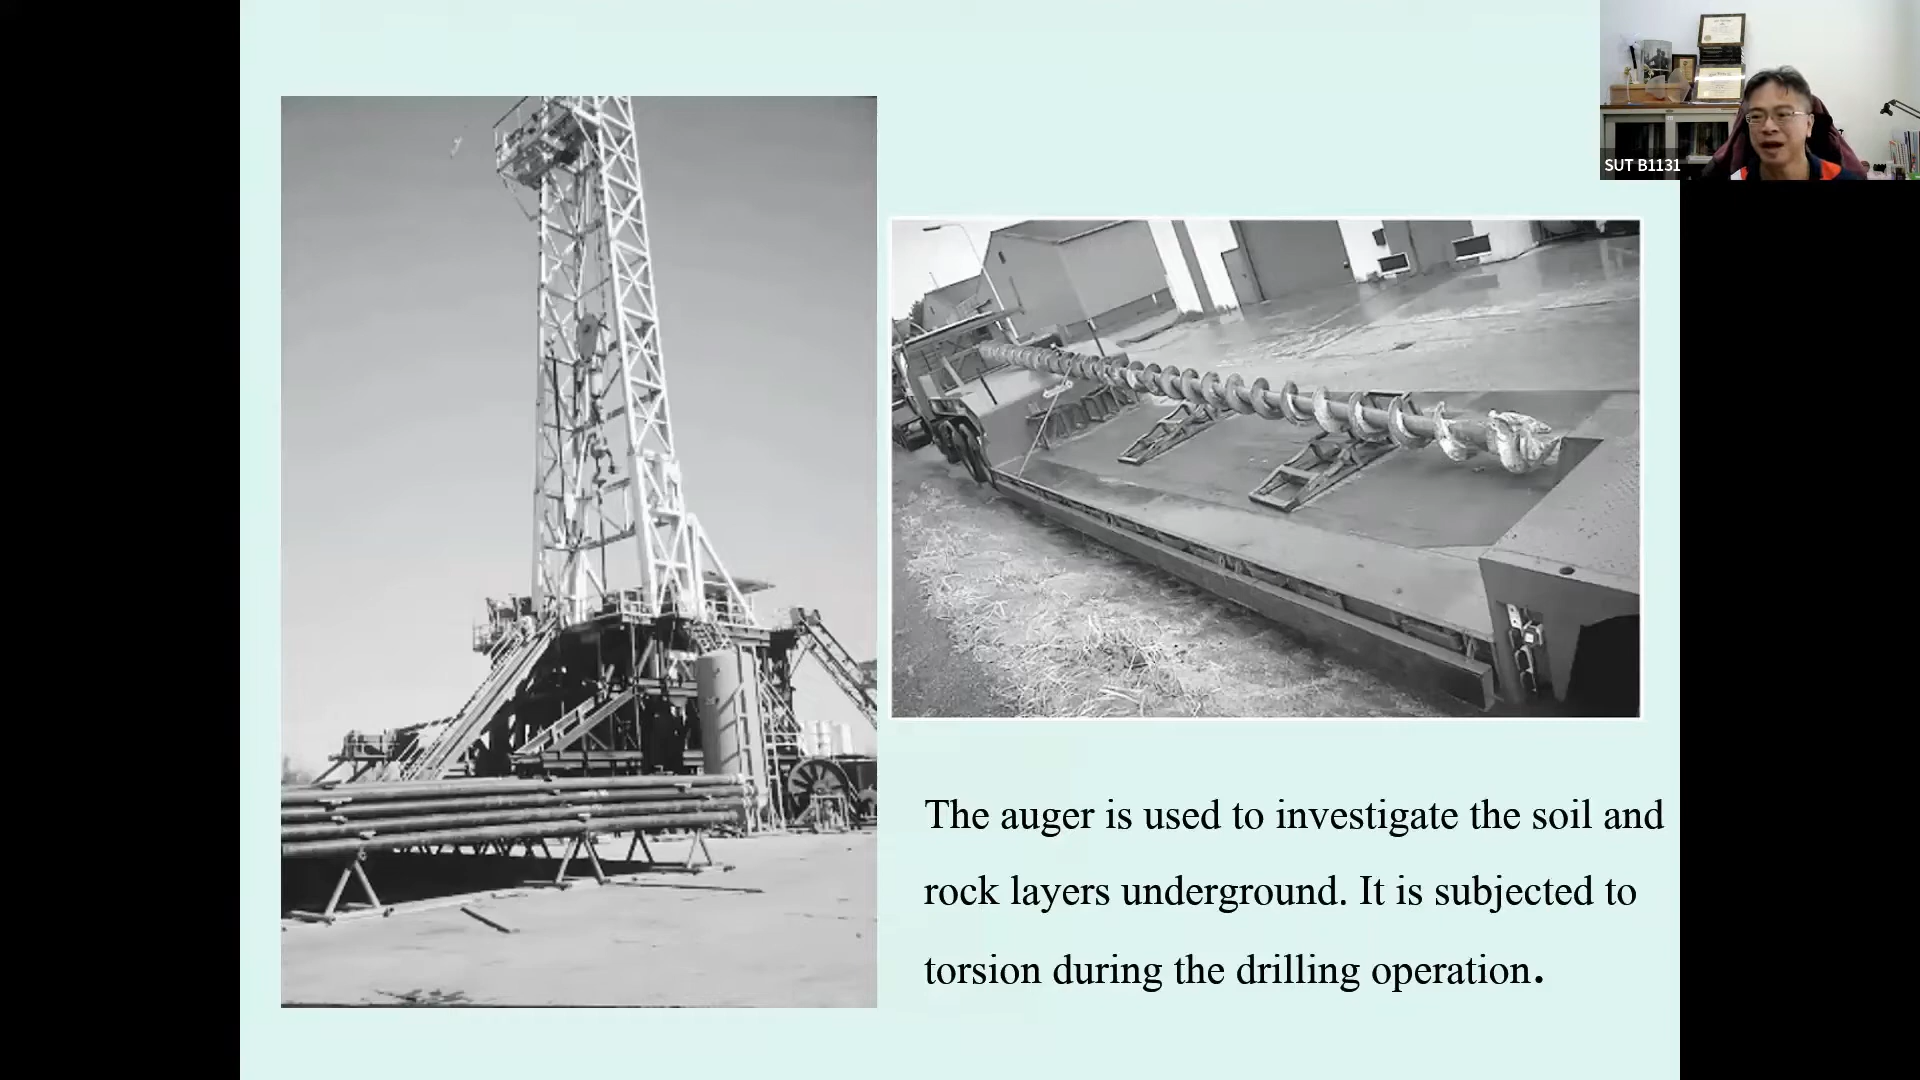 SUT B1131
The auger is used to investigate the soil and
rock layers underground. It is subjected to
torsion during the drilling operation.